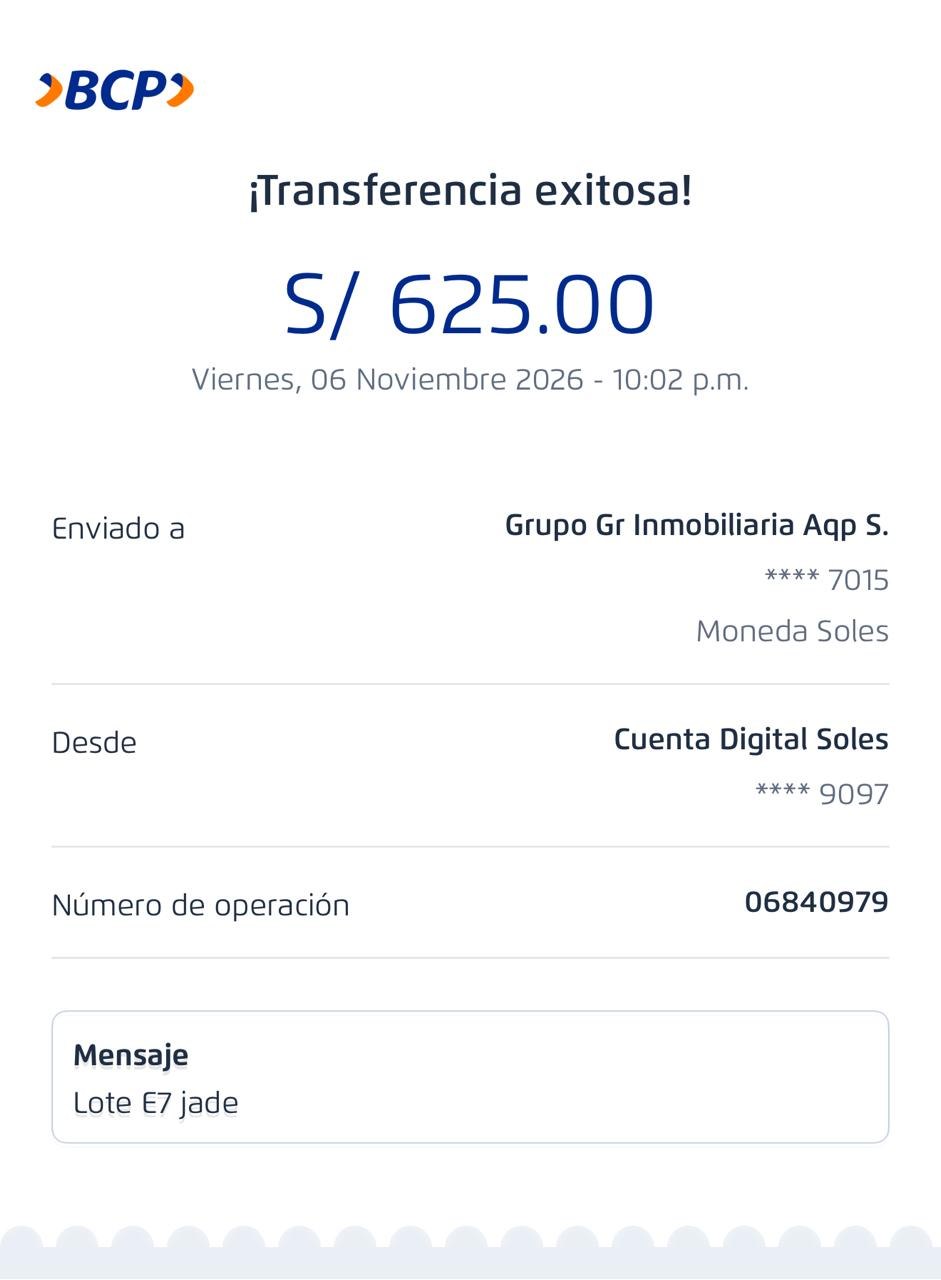 BCP
¡Transferencia exitosa!
S/ 625.00
Viernes, 06 Noviembre 2026 - 10:02 p.m.
Enviado a
Grupo Gr Inmobiliaria Aqp S.
**** 7015
Moneda Soles
Desde
Cuenta Digital Soles
**** 9097
Número de operación
06840979
Mensaje
Lote E7 jade